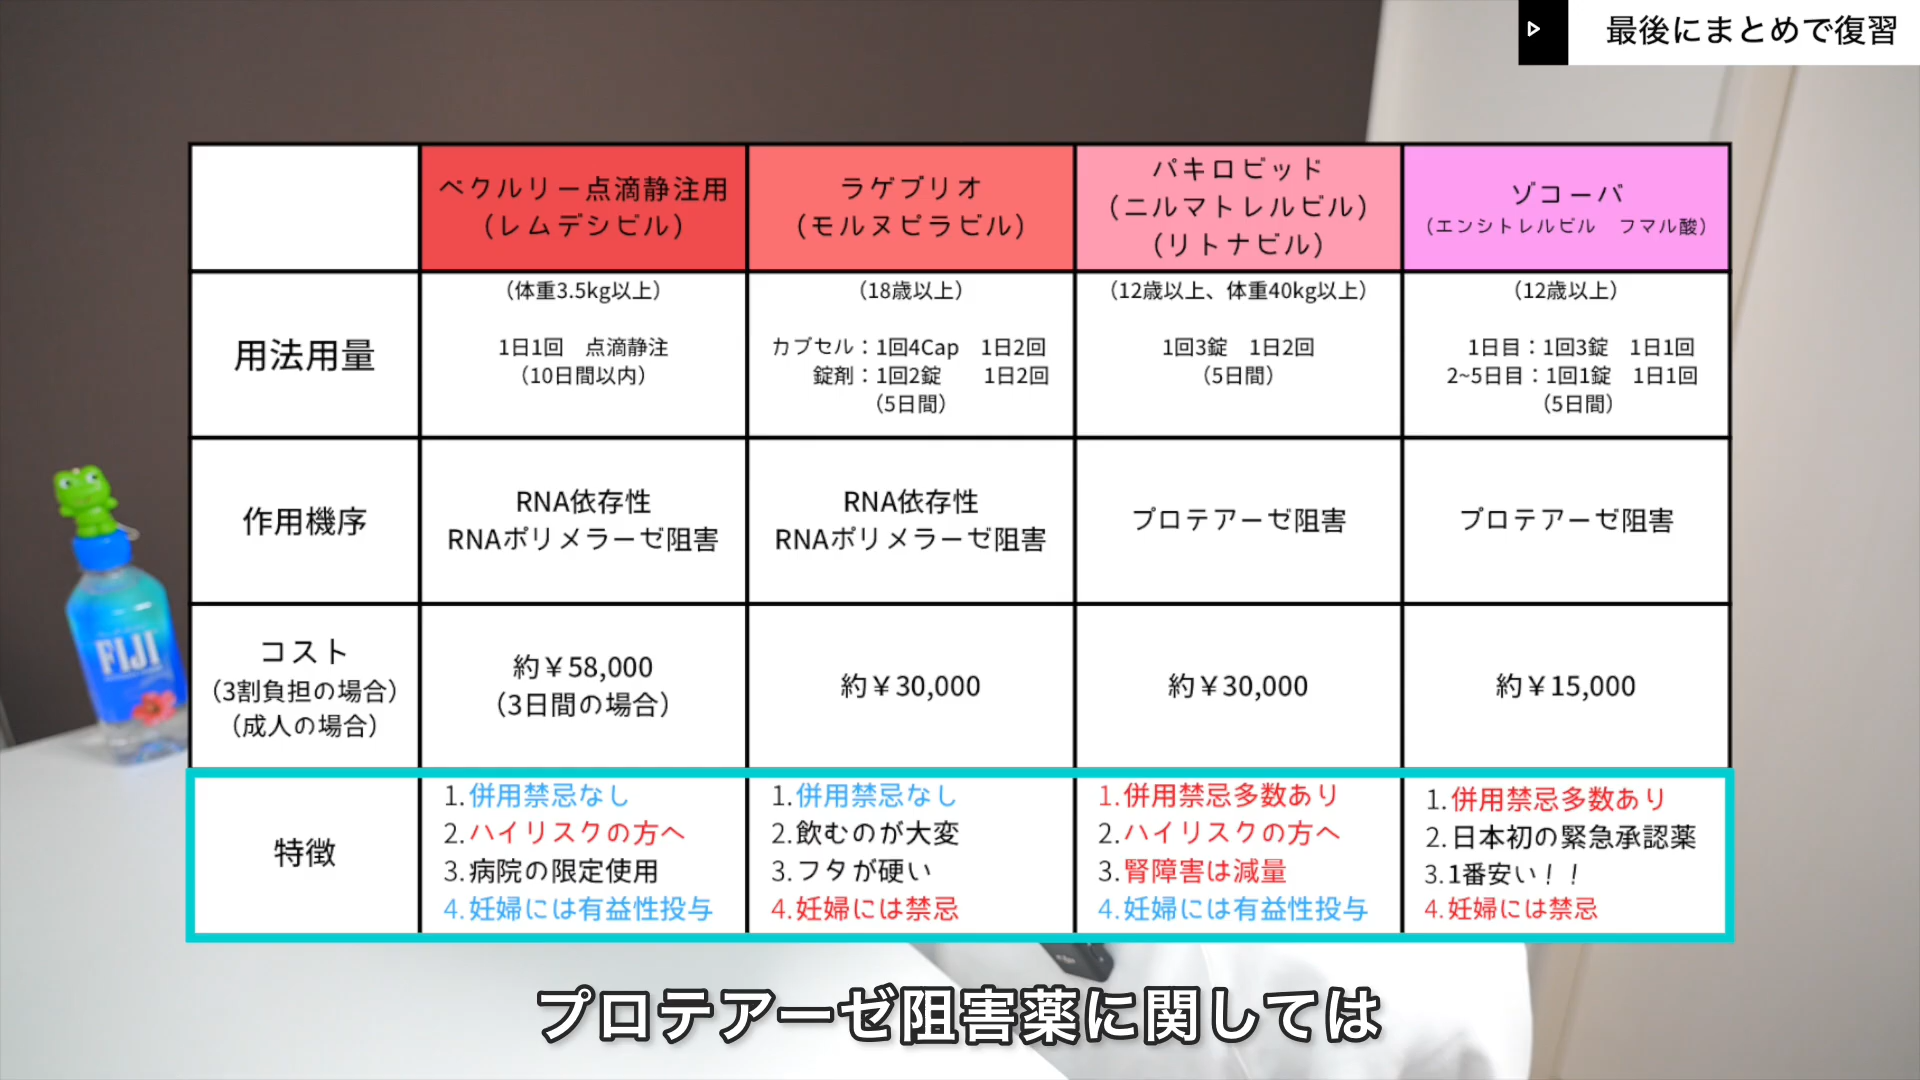 最後にまとめで復習
ベクルリー点滴静注用
（レムデシビル）
ラゲブリオ
（モルヌピラビル）
パキロビッド
（ニルマトレルビル）
（リトナビル）
ゾコーバ
（エンシトレルビル　フマル酸）
用法用量
（体重3.5kg以上）
1日1回　点滴静注
（10日間以内）
（18歳以上）
カプセル：1回4Cap　1日2回
錠剤：1回2錠　　1日2回
（5日間）
（12歳以上、体重40kg以上）
1回3錠　1日2回
（5日間）
（12歳以上）
1日目：1回3錠　1日1回
2~5日目：1回1錠　1日1回
（5日間）
作用機序
RNA依存性
RNAポリメラーゼ阻害
RNA依存性
RNAポリメラーゼ阻害
プロテアーゼ阻害
プロテアーゼ阻害
コスト
（3割負担の場合）
（成人の場合）
約￥58,000
（3日間の場合）
約￥30,000
約￥30,000
約￥15,000
特徴
1.併用禁忌なし
2.ハイリスクの方へ
3.病院の限定使用
4.妊婦には有益性投与
1.併用禁忌なし
2.飲むのが大変
3.フタが硬い
4.妊婦には禁忌
1.併用禁忌多数あり
2.ハイリスクの方へ
3.腎障害は減量
4.妊婦には有益性投与
1.併用禁忌多数あり
2.日本初の緊急承認薬
3.1番安い！！
4.妊婦には禁忌
FIJI
プロテアーゼ阻害薬に関しては